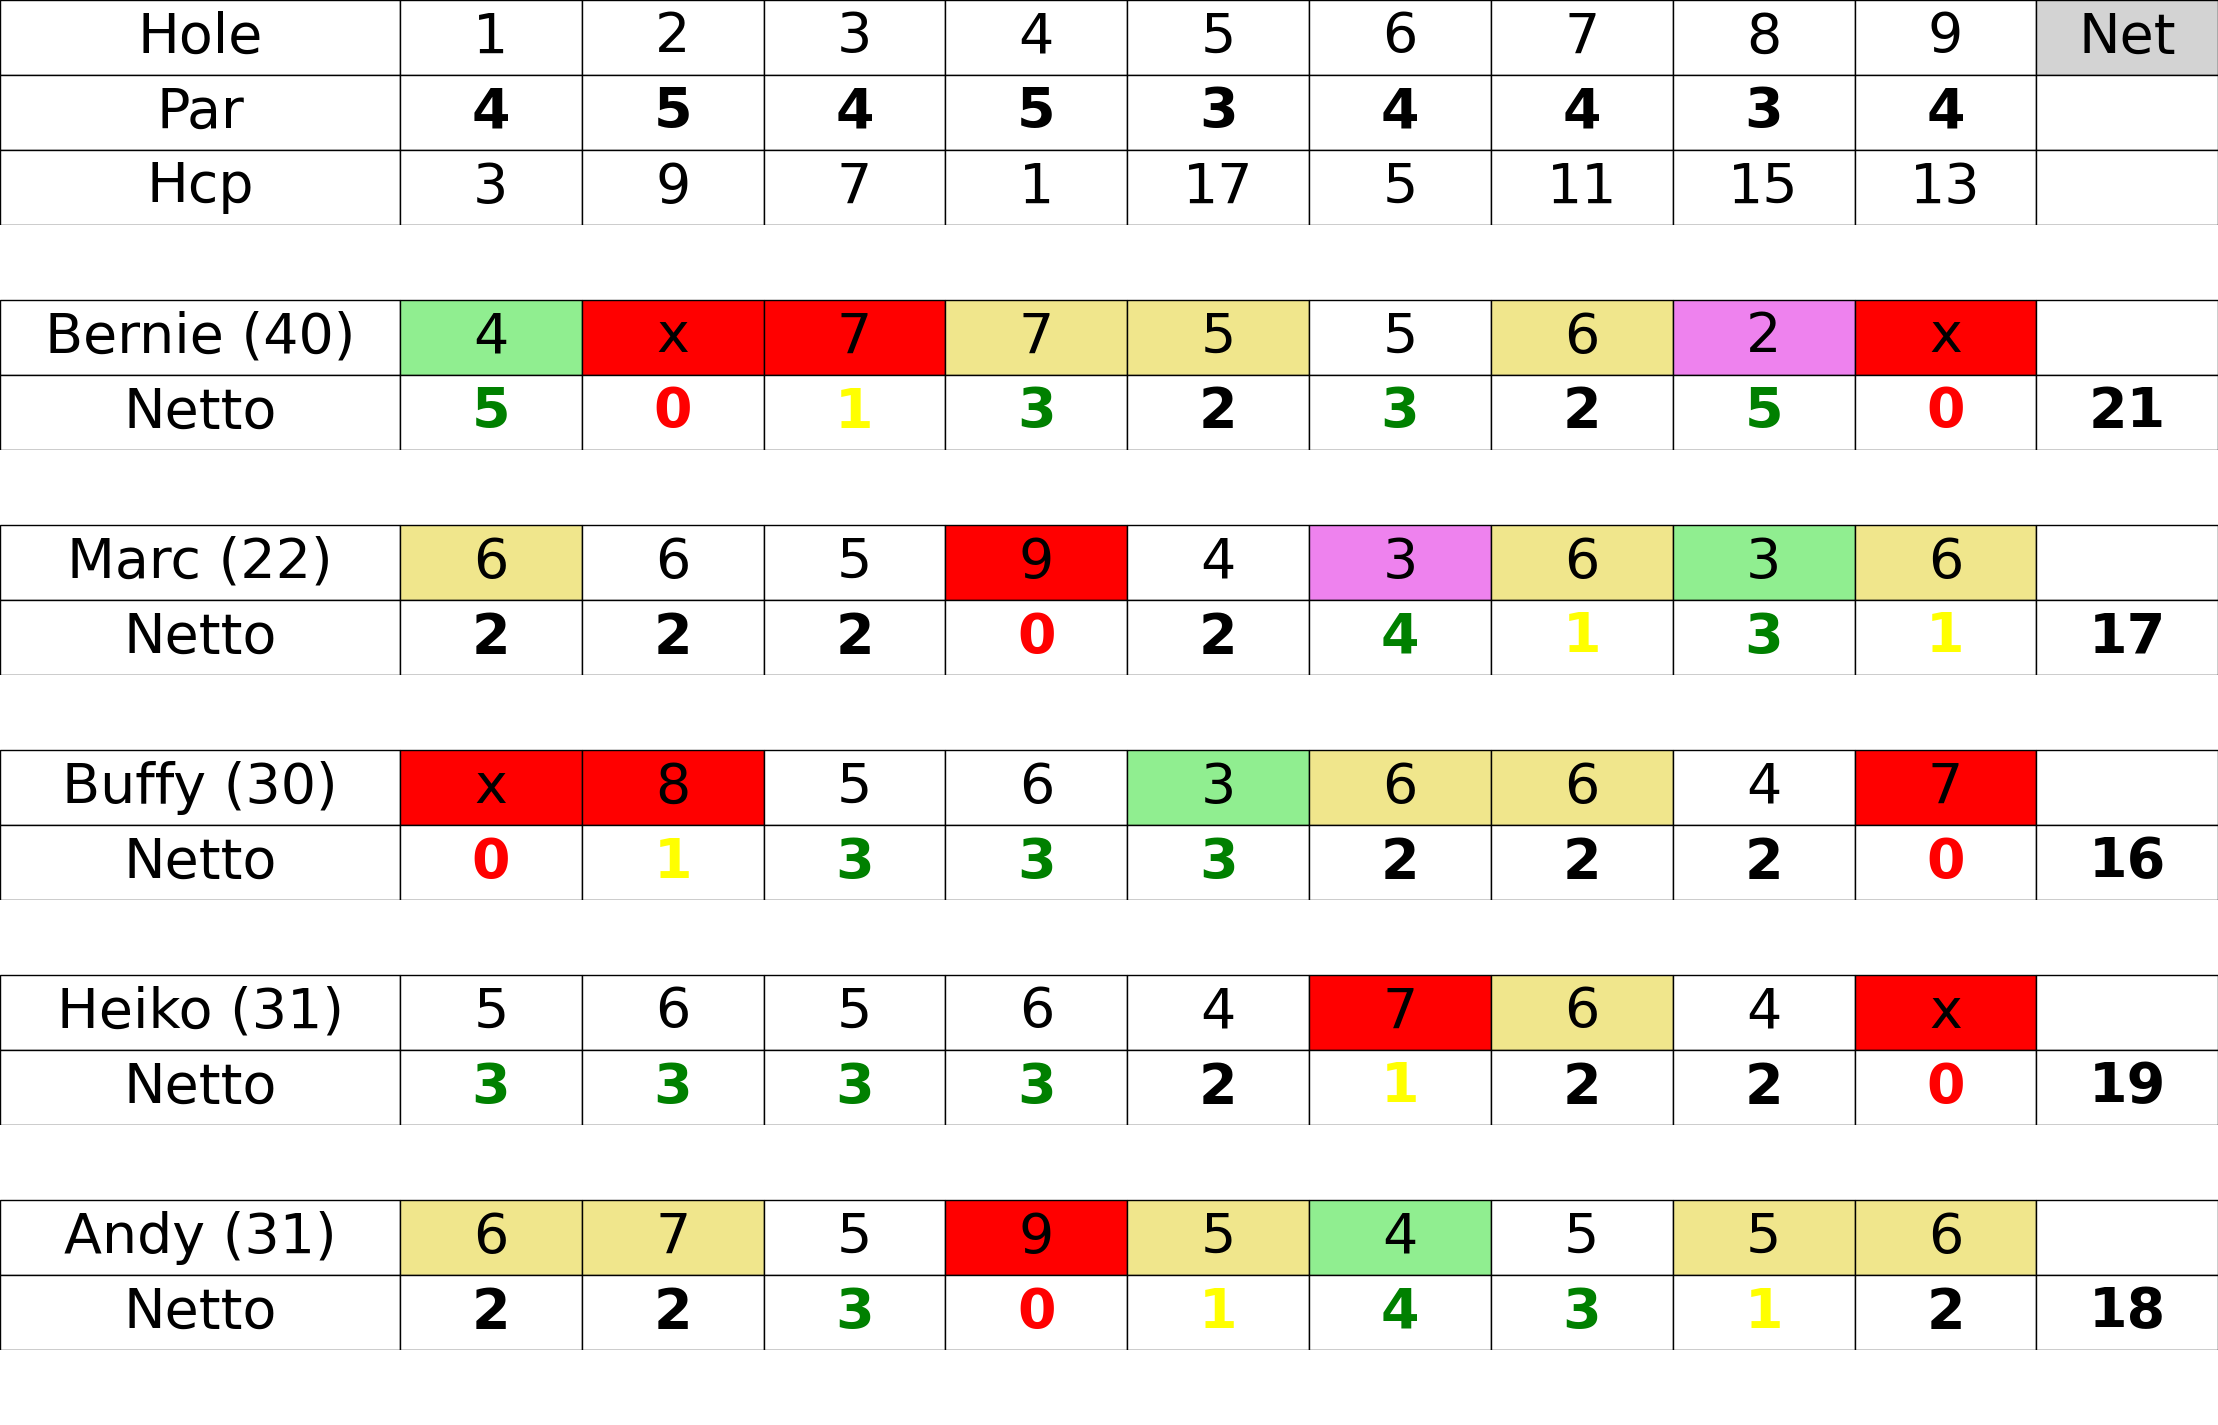 Hole 1 2 3 4 5 6 7 8 9 Net
Par 4 5 4 5 3 4 4 3 4
Hcp 3 9 7 1 17 5 11 15 13
Bernie (40) 4 x 7 7 5 5 6 2 x
Netto 5 0 1 3 2 3 2 5 0 21
Marc (22) 6 6 5 9 4 3 6 3 6
Netto 2 2 2 0 2 4 1 3 1 17
Buffy (30) x 8 5 6 3 6 6 4 7
Netto 0 1 3 3 3 2 2 2 0 16
Heiko (31) 5 6 5 6 4 7 6 4 x
Netto 3 3 3 3 2 1 2 2 0 19
Andy (31) 6 7 5 9 5 4 5 5 6
Netto 2 2 3 0 1 4 3 1 2 18